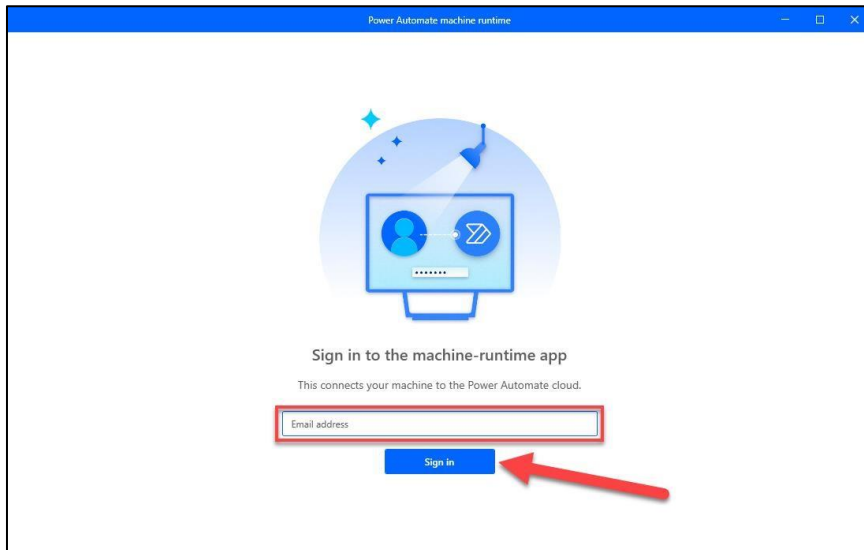 Power Automate machine runtime
Sign in to the machine-runtime app
This connects your machine to the Power Automate cloud.
Email address
Sign in